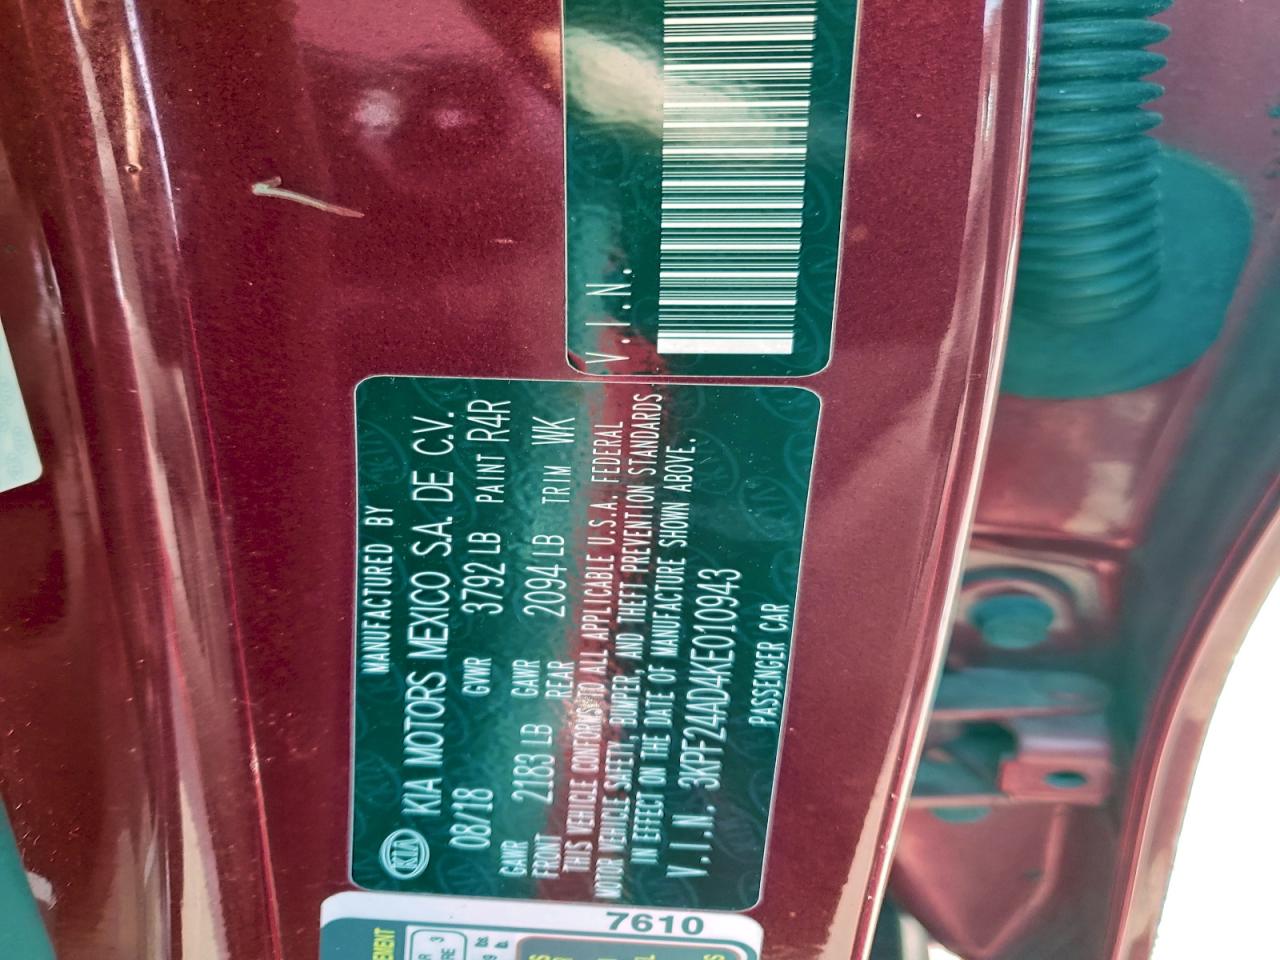 V.I.N.
MANUFACTURED BY
KIA KIA MOTORS MEXICO S.A. DE C.V.
08/18 GVWR 3792 LB PAINT R4R
GAWR FRONT 2183 LB GAWR REAR 2094 LB TRIM WK
THIS VEHICLE CONFORMS TO ALL APPLICABLE U.S.A. FEDERAL
MOTOR VEHICLE SAFETY, BUMPER, AND THEFT PREVENTION STANDARDS
IN EFFECT ON THE DATE OF MANUFACTURE SHOWN ABOVE.
V.I.N. 3KPF24AD4KE010943
PASSENGER CAR
7610